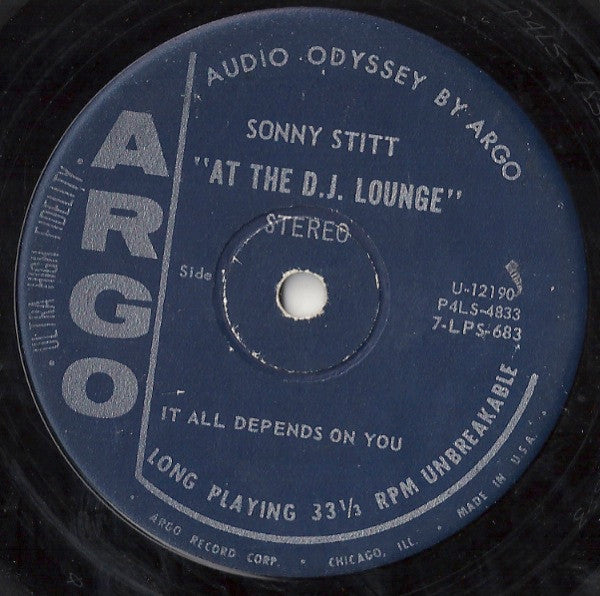 AUDIO ODYSSEY BY ARGO
SONNY STITT
"AT THE D.J. LOUNGE"
STEREO
ARGO
· ULTRA HIGH FIDELITY ·
Side
U-12190
P4LS-4833
7-LPS-683
IT ALL DEPENDS ON YOU
LONG PLAYING 33 1/3 RPM UNBREAKABLE
· ARGO RECORD CORP. · CHICAGO, ILL. · MADE IN U.S.A. ·